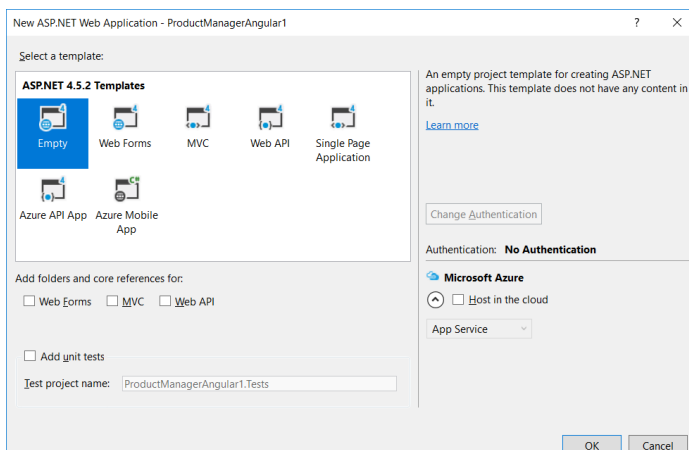 New ASP.NET Web Application - ProductManagerAngular1
? ×
Select a template:
ASP.NET 4.5.2 Templates
Empty
Web Forms
MVC
Web API
Single Page
Application
Azure API App
Azure Mobile
App
An empty project template for creating ASP.NET
applications. This template does not have any content in
it.
Learn more
Change Authentication
Authentication: No Authentication
Microsoft Azure
Host in the cloud
App Service
Add folders and core references for:
Web Forms MVC Web API
Add unit tests
Test project name: ProductManagerAngular1.Tests
OK Cancel